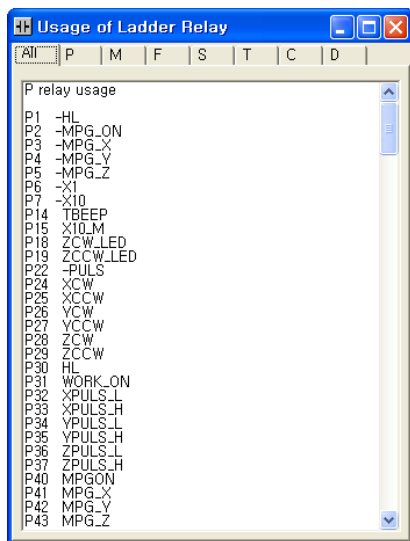 Usage of Ladder Relay
All P M F S T C D
P relay usage
P1 -HL
P2 -MPG_ON
P3 -MPG_X
P4 -MPG_Y
P5 -MPG_Z
P6 -X1
P7 -X10
P14 TBEEP
P15 X10_M
P18 ZCW_LED
P19 ZCCW_LED
P22 -PULS
P24 XCW
P25 XCCW
P26 YCW
P27 YCCW
P28 ZCW
P29 ZCCW
P30 HL
P31 WORK_ON
P32 XPULS_L
P33 XPULS_H
P34 YPULS_L
P35 YPULS_H
P36 ZPULS_L
P37 ZPULS_H
P40 MPGON
P41 MPG_X
P42 MPG_Y
P43 MPG_Z